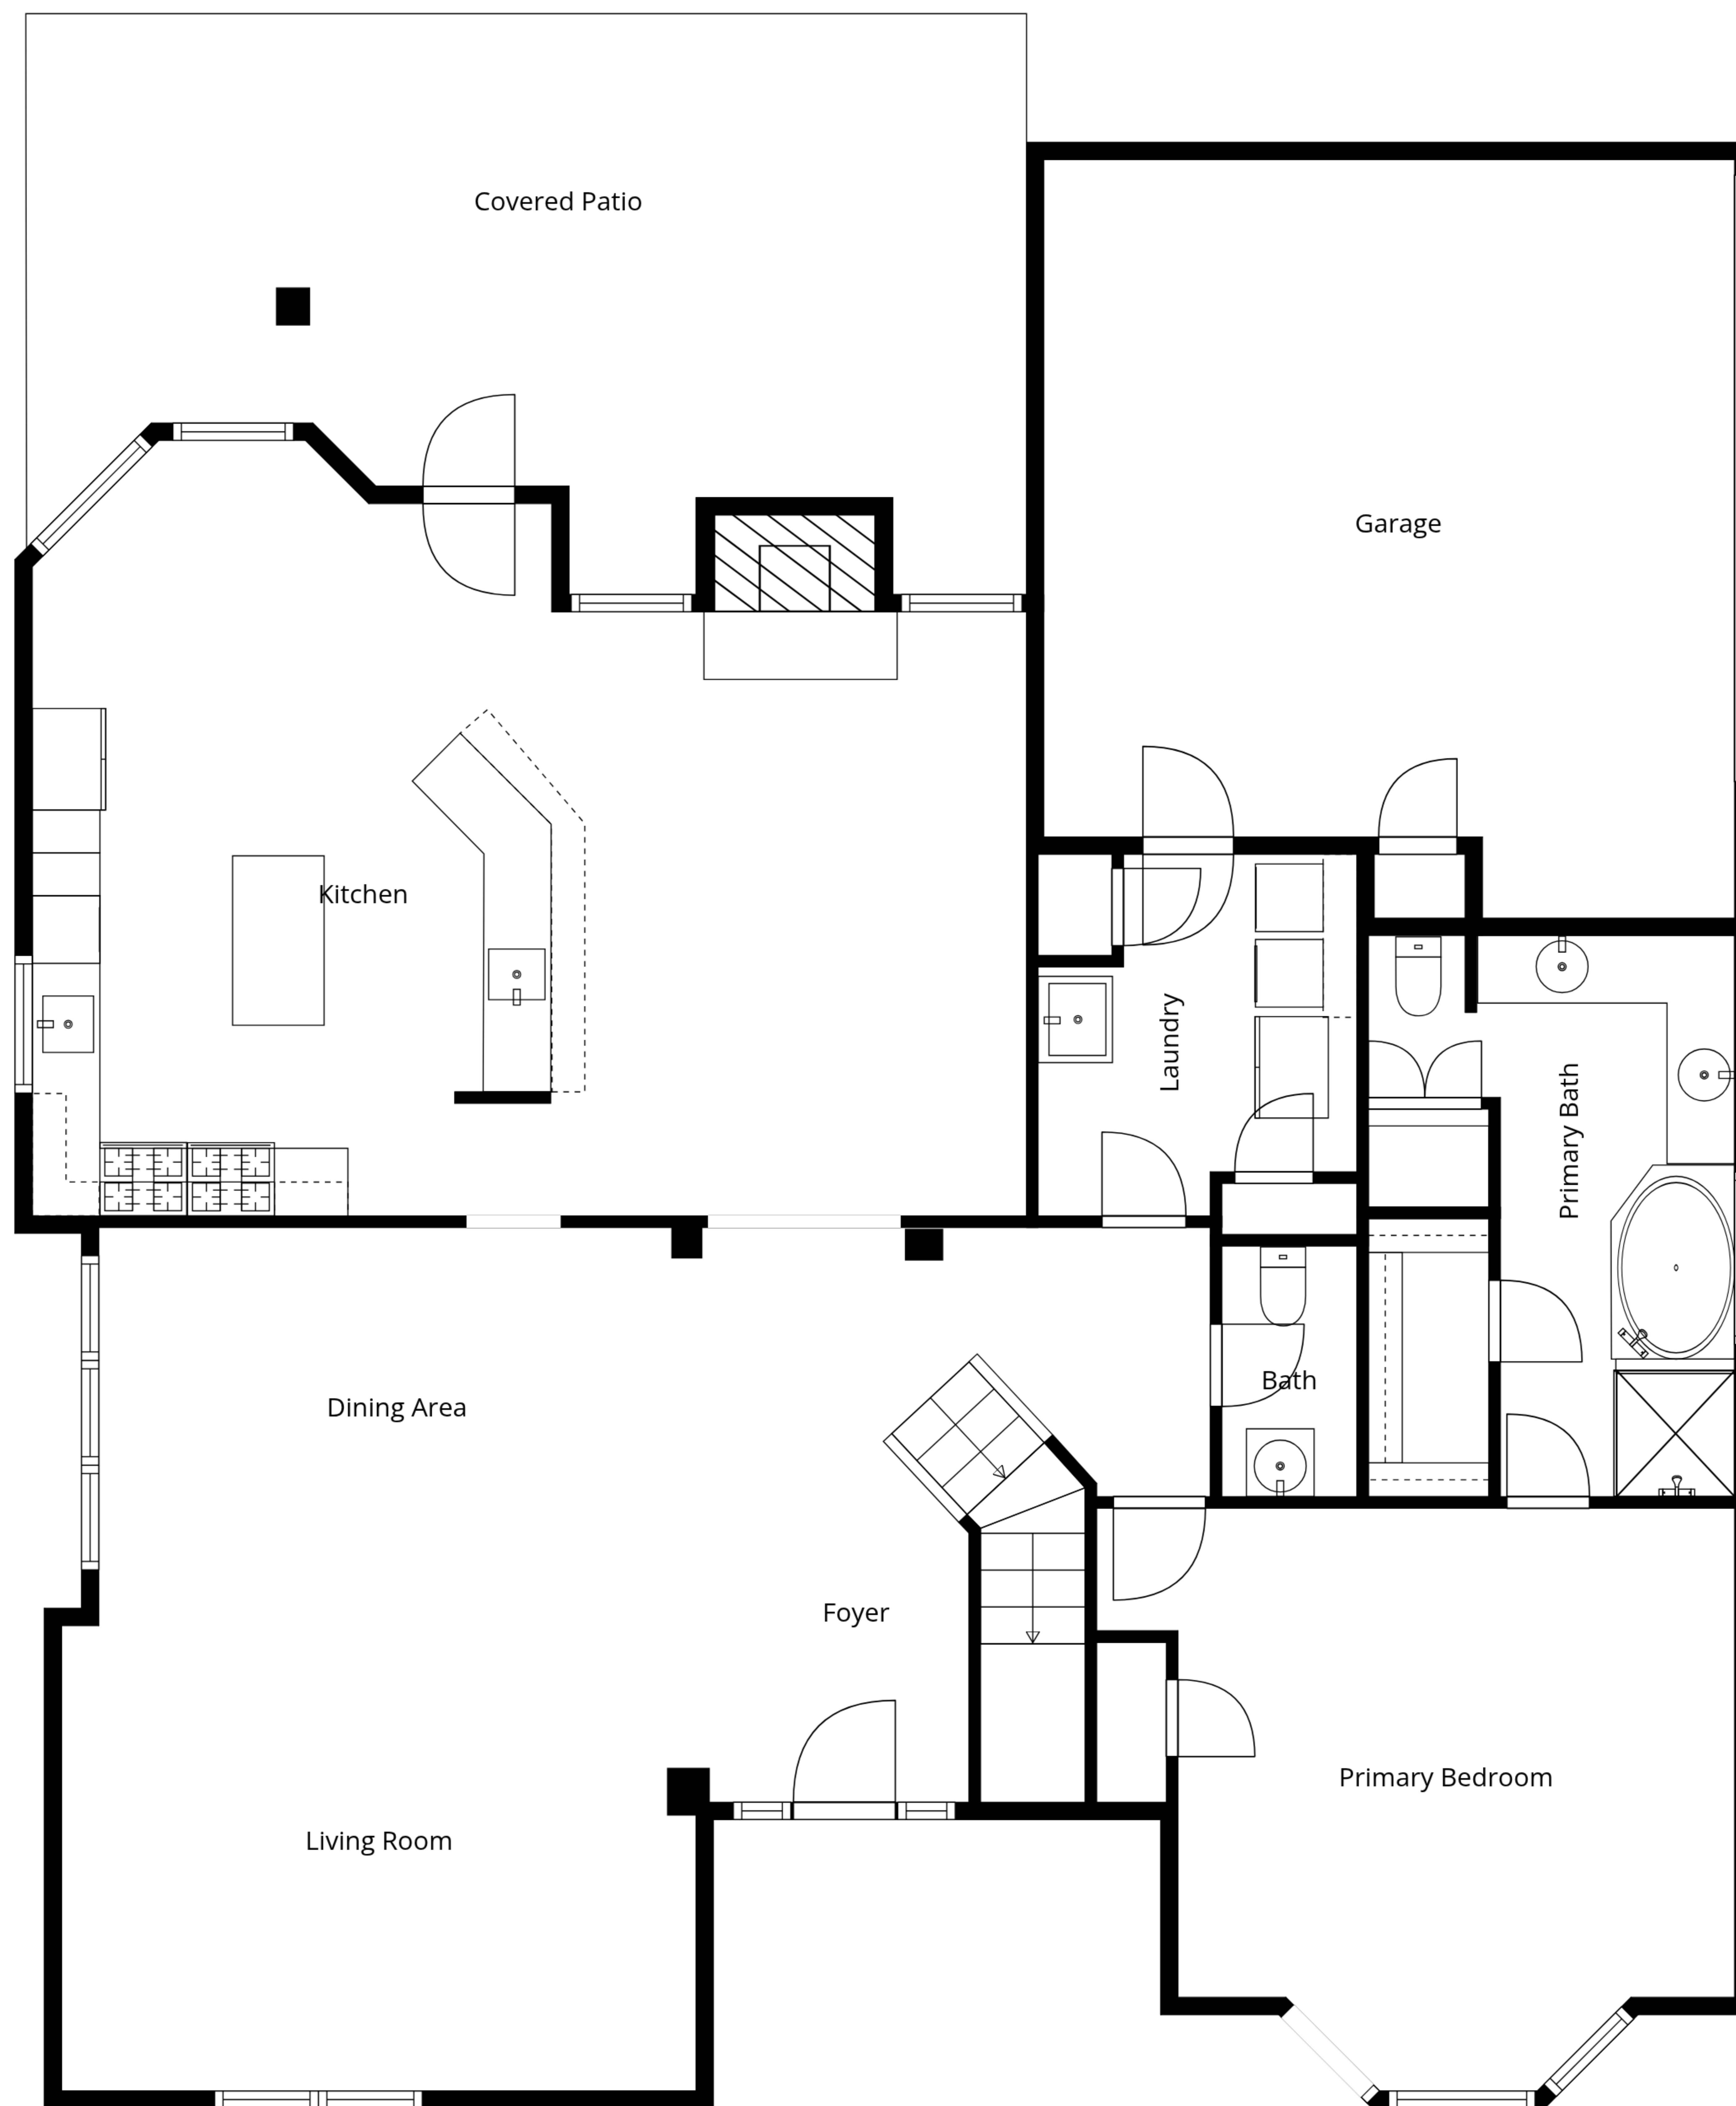 Covered Patio
Garage
Kitchen
Laundry
Primary Bath
Bath
Dining Area
Foyer
Primary Bedroom
Living Room